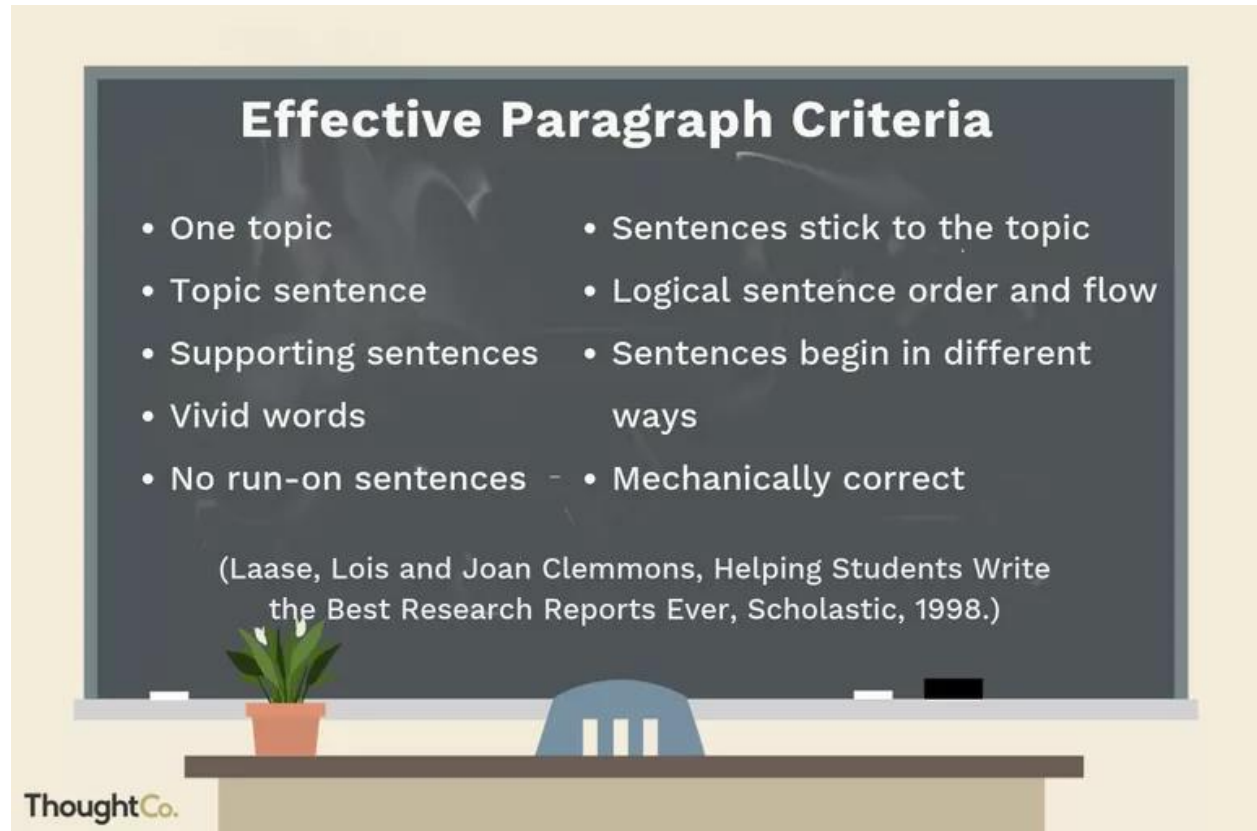 Effective Paragraph Criteria
• One topic
• Topic sentence
• Supporting sentences
• Vivid words
• No run-on sentences
• Sentences stick to the topic
• Logical sentence order and flow
• Sentences begin in different
ways
• Mechanically correct
(Laase, Lois and Joan Clemmons, Helping Students Write
the Best Research Reports Ever, Scholastic, 1998.)
ThoughtCo.